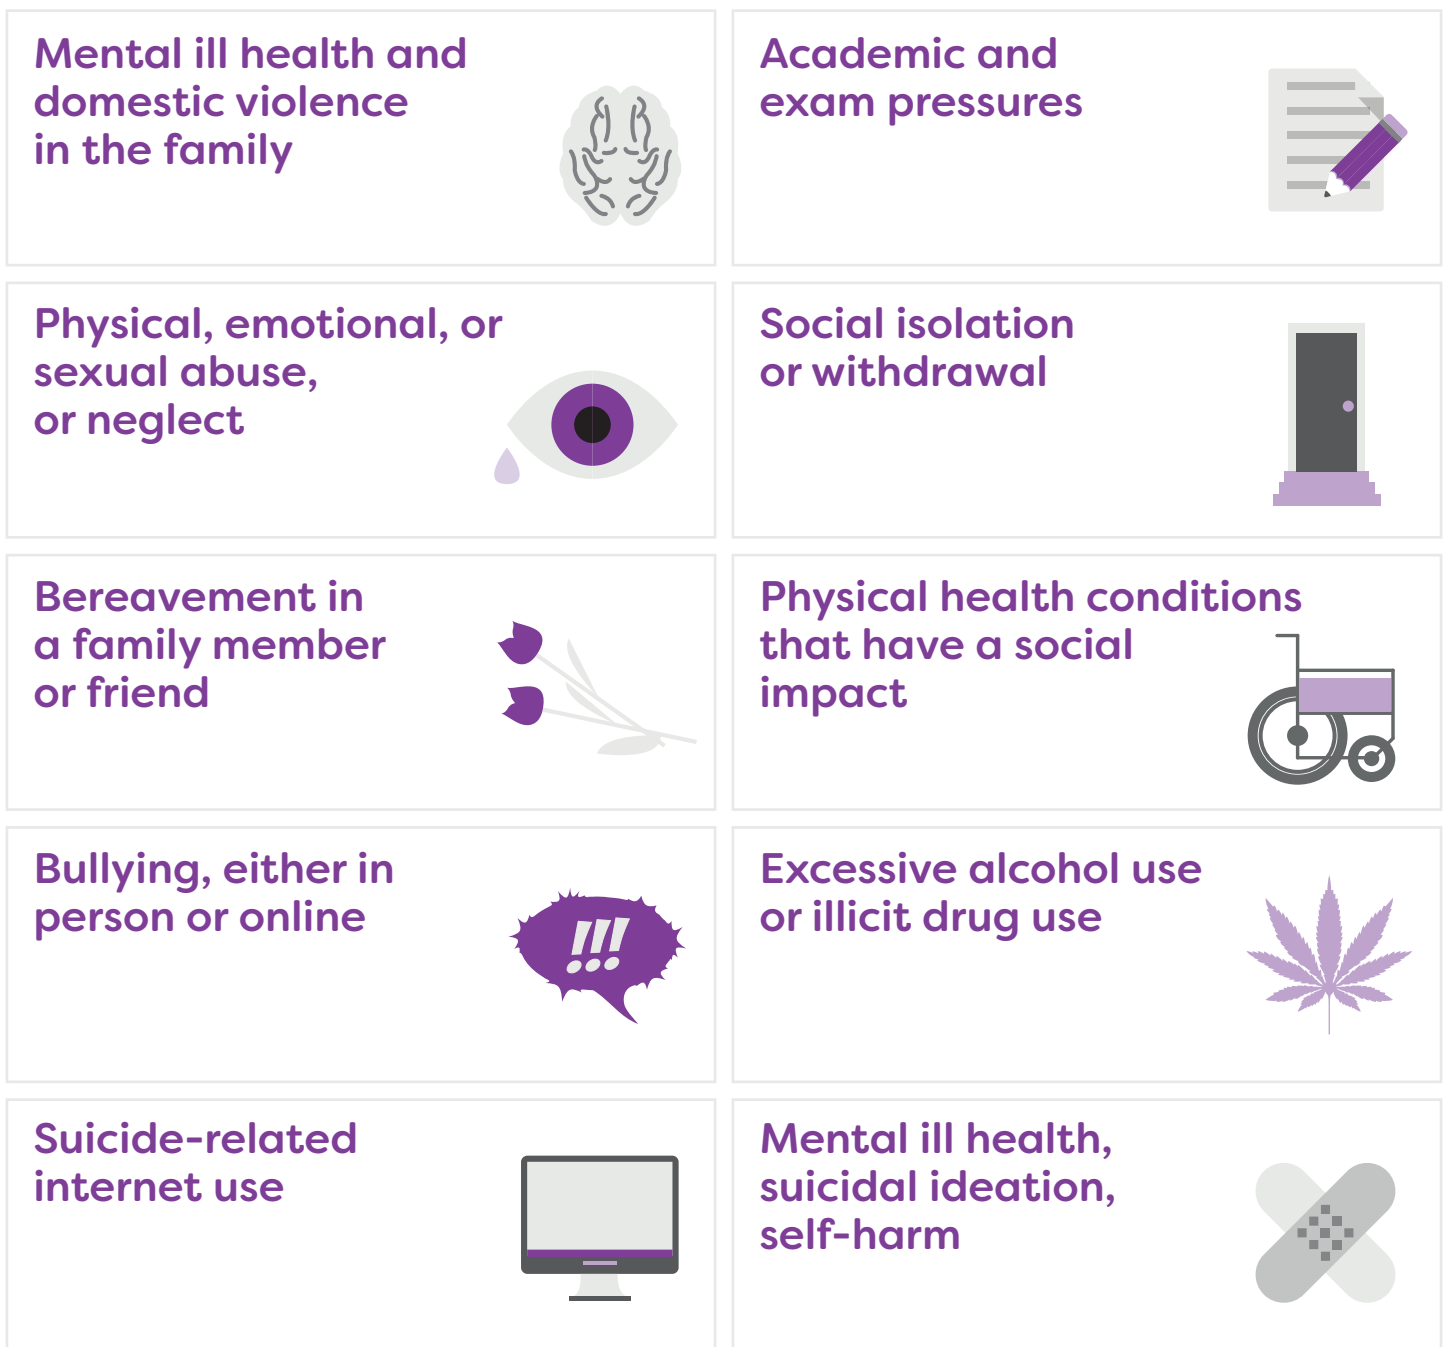 Mental ill health and
domestic violence
in the family
Academic and
exam pressures
Physical, emotional, or
sexual abuse,
or neglect
Social isolation
or withdrawal
Bereavement in
a family member
or friend
Physical health conditions
that have a social
impact
Bullying, either in
person or online
!!!
Excessive alcohol use
or illicit drug use
Suicide-related
internet use
Mental ill health,
suicidal ideation,
self-harm